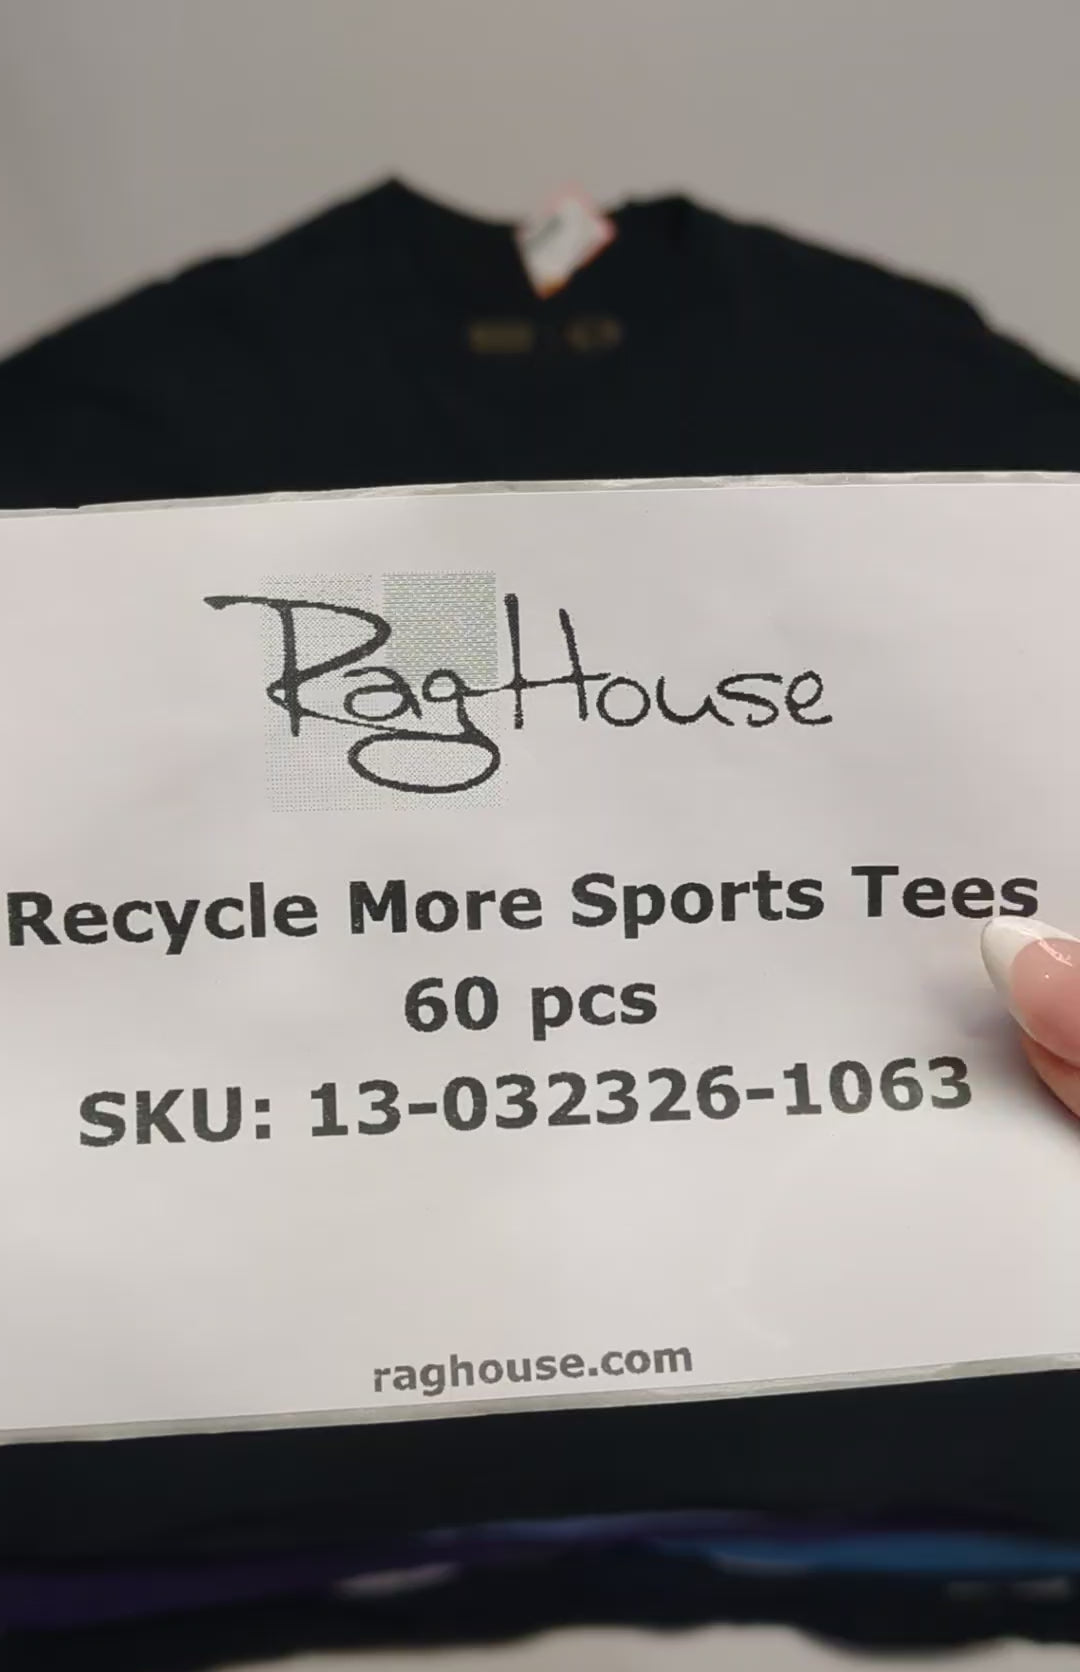 RagHouse
Recycle More Sports Tees
60 pcs
SKU: 13-032326-1063
raghouse.com